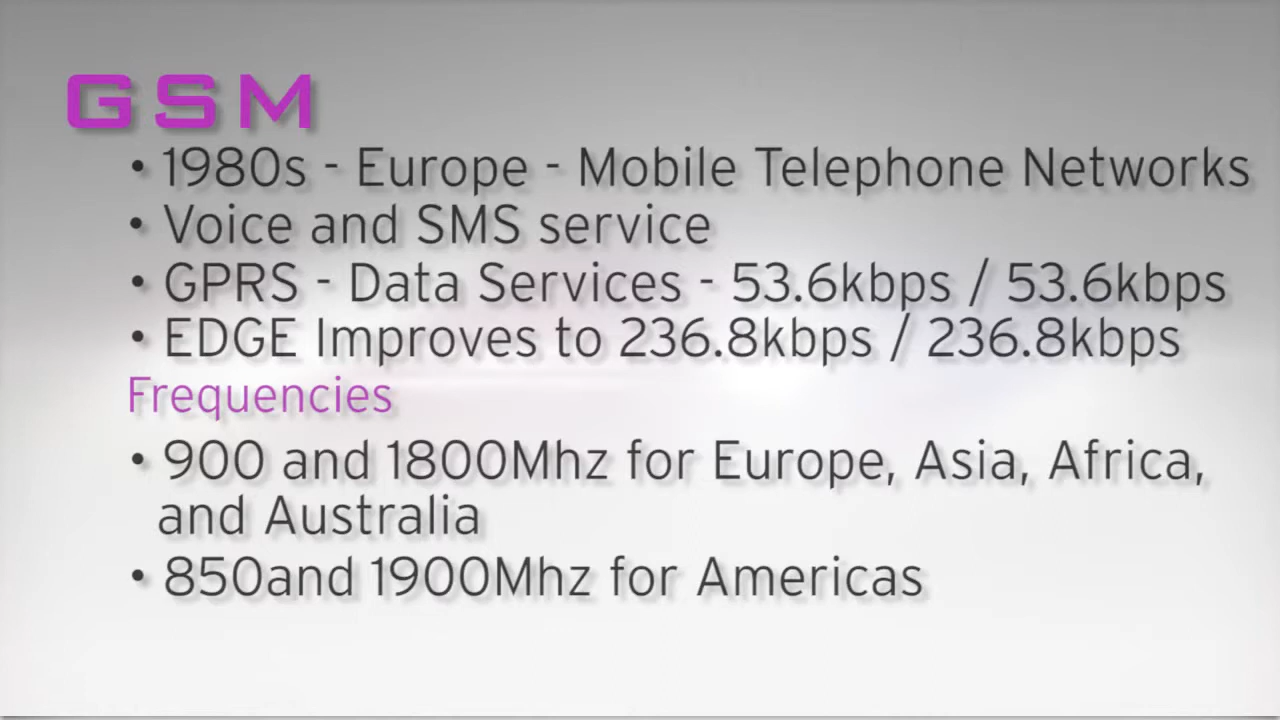 GSM
• 1980s - Europe - Mobile Telephone Networks
• Voice and SMS service
• GPRS - Data Services - 53.6kbps / 53.6kbps
• EDGE Improves to 236.8kbps / 236.8kbps
Frequencies
• 900 and 1800Mhz for Europe, Asia, Africa,
and Australia
• 850and 1900Mhz for Americas